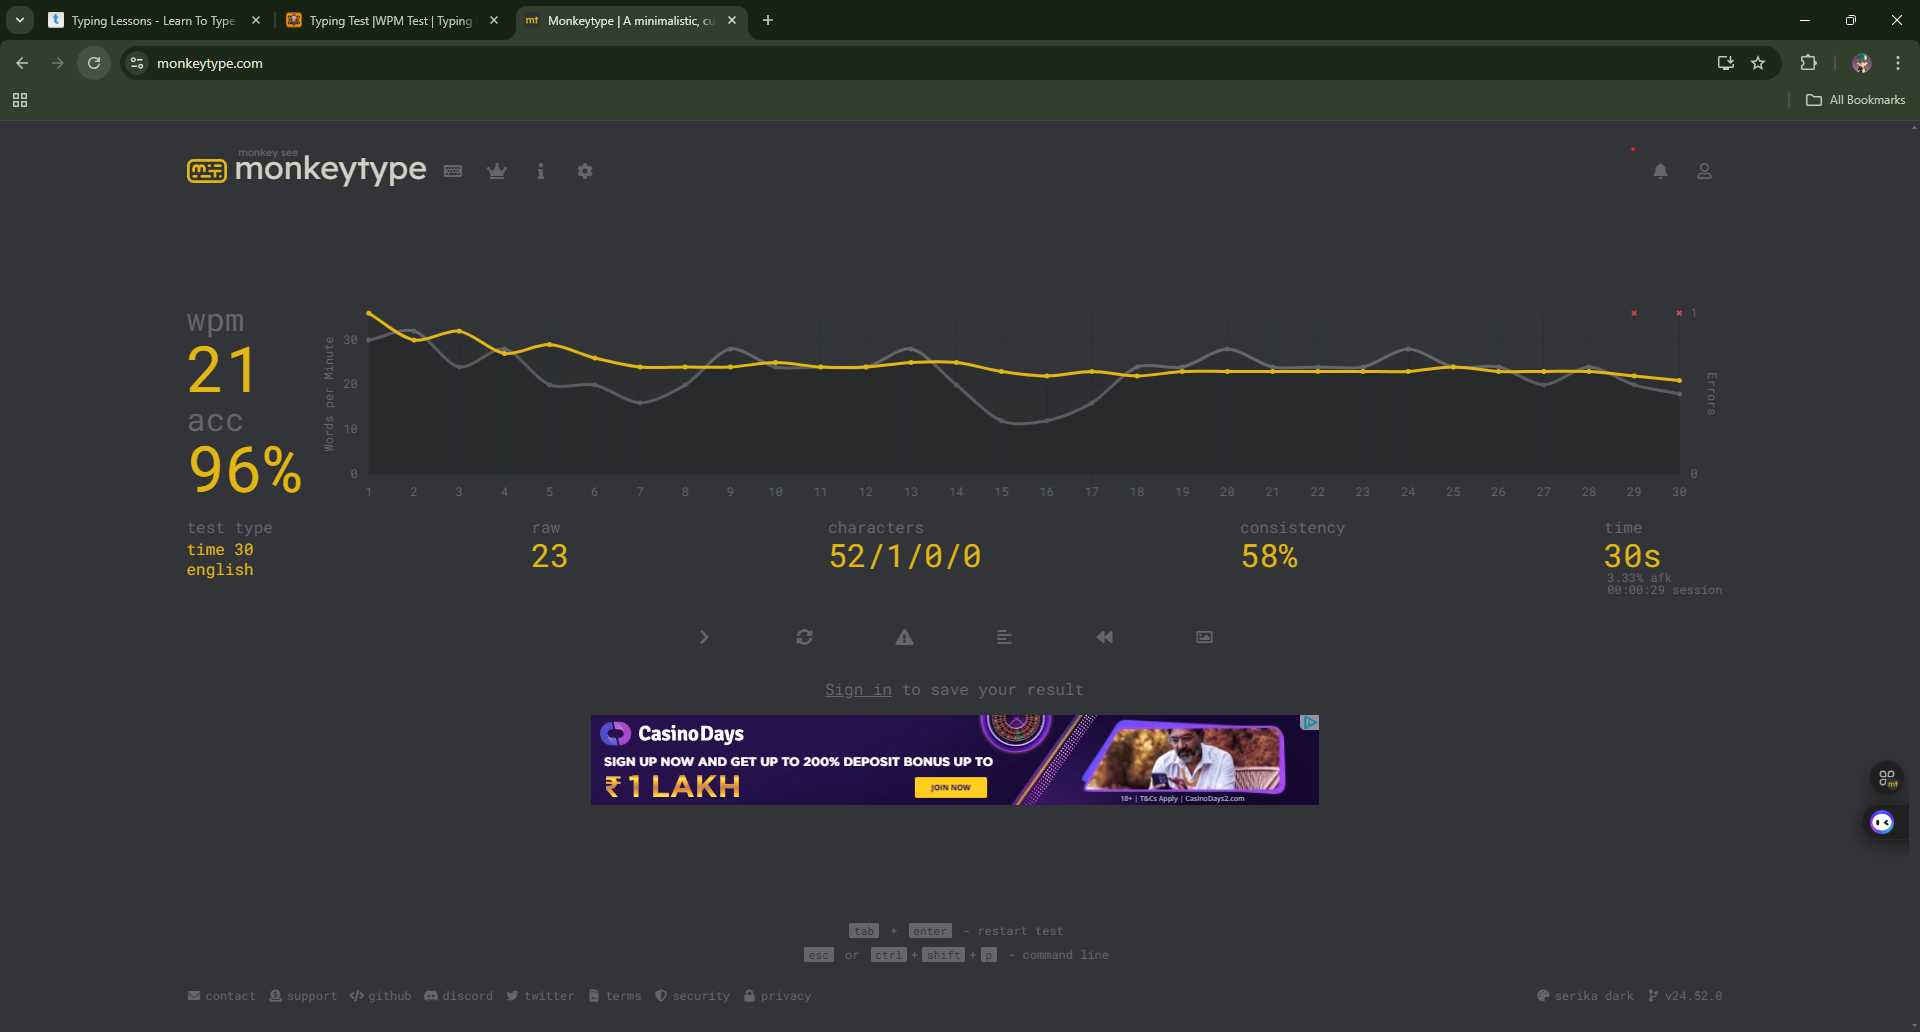 Typing Lessons - Learn To Type
Typing Test |WPM Test | Typing
mt Monkeytype | A minimalistic, cu
monkeytype.com
All Bookmarks
monkey see
monkeytype
wpm
21
acc
96%
Words per Minute
30
20
10
0
1 2 3 4 5 6 7 8 9 10 11 12 13 14 15 16 17 18 19 20 21 22 23 24 25 26 27 28 29 30
1
0
Errors
test type
time 30
english
raw
23
characters
52/1/0/0
consistency
58%
time
30s
3.33% afk
00:00:29 session
Sign in to save your result
CasinoDays
SIGN UP NOW AND GET UP TO 200% DEPOSIT BONUS UP TO
₹ 1 LAKH
JOIN NOW
18+ | T&Cs Apply | CasinoDays2.com
mt
tab + enter - restart test
esc or ctrl + shift + p - command line
contact support github discord twitter terms security privacy
serika dark v24.52.0